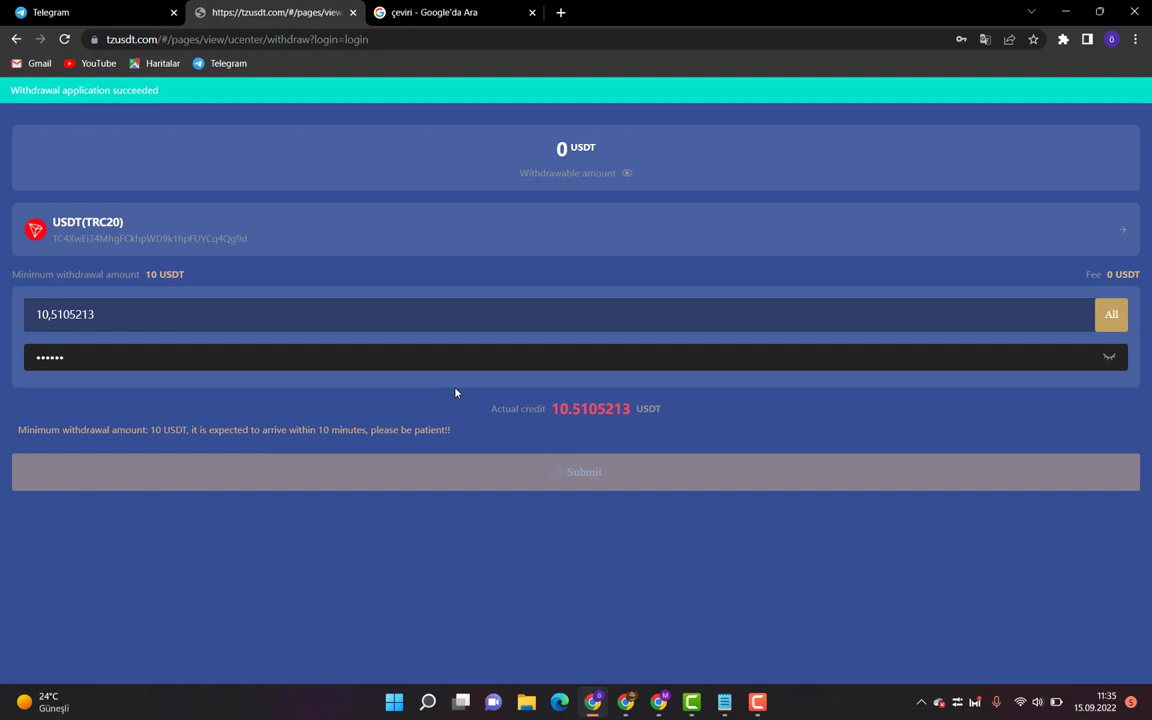 Telegram
https://tzusdt.com/#/pages/view
çeviri - Google'da Ara
tzusdt.com/#/pages/view/ucenter/withdraw?login=login
ö
Gmail
YouTube
Haritalar
Telegram
Withdrawal application succeeded
0 USDT
Withdrawable amount
USDT(TRC20)
TC4XwEi34MhgFCkhpWD9k1hpFUYCq4Qg9d
Minimum withdrawal amount 10 USDT
Fee 0 USDT
10,5105213
All
••••••
Actual credit 10.5105213 USDT
Minimum withdrawal amount: 10 USDT, it is expected to arrive within 10 minutes, please be patient!!
Submit
24°C
Güneşli
11:35
15.09.2022
5